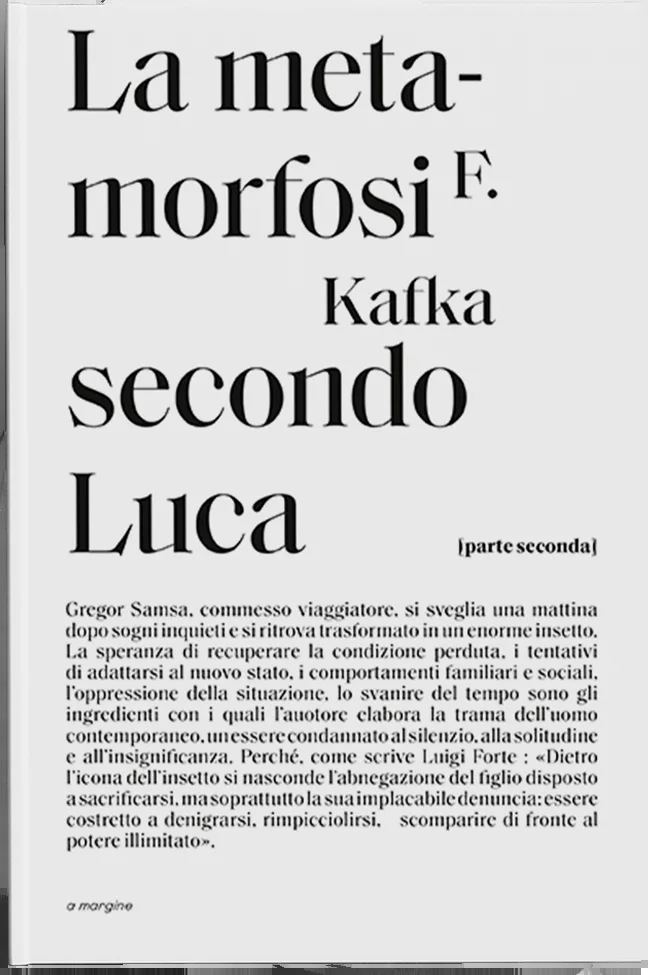 La meta-
morfosi F.
Kafka
secondo
Luca
[parte seconda]
Gregor Samsa, commesso viaggiatore, si sveglia una mattina
dopo sogni inquieti e si ritrova trasformato in un enorme insetto.
La speranza di recuperare la condizione perduta, i tentativi
di adattarsi al nuovo stato, i comportamenti familiari e sociali,
l'oppressione della situazione, lo svanire del tempo sono gli
ingredienti con i quali l'auotore elabora la trama dell'uomo
contemporaneo, un essere condannato al silenzio, alla solitudine
e all'insignificanza. Perché, come scrive Luigi Forte : «Dietro
l'icona dell'insetto si nasconde l'abnegazione del figlio disposto
a sacrificarsi, ma soprattutto la sua implacabile denuncia: essere
costretto a denigrarsi, rimpicciolirsi, scomparire di fronte al
potere illimitato».
a margine